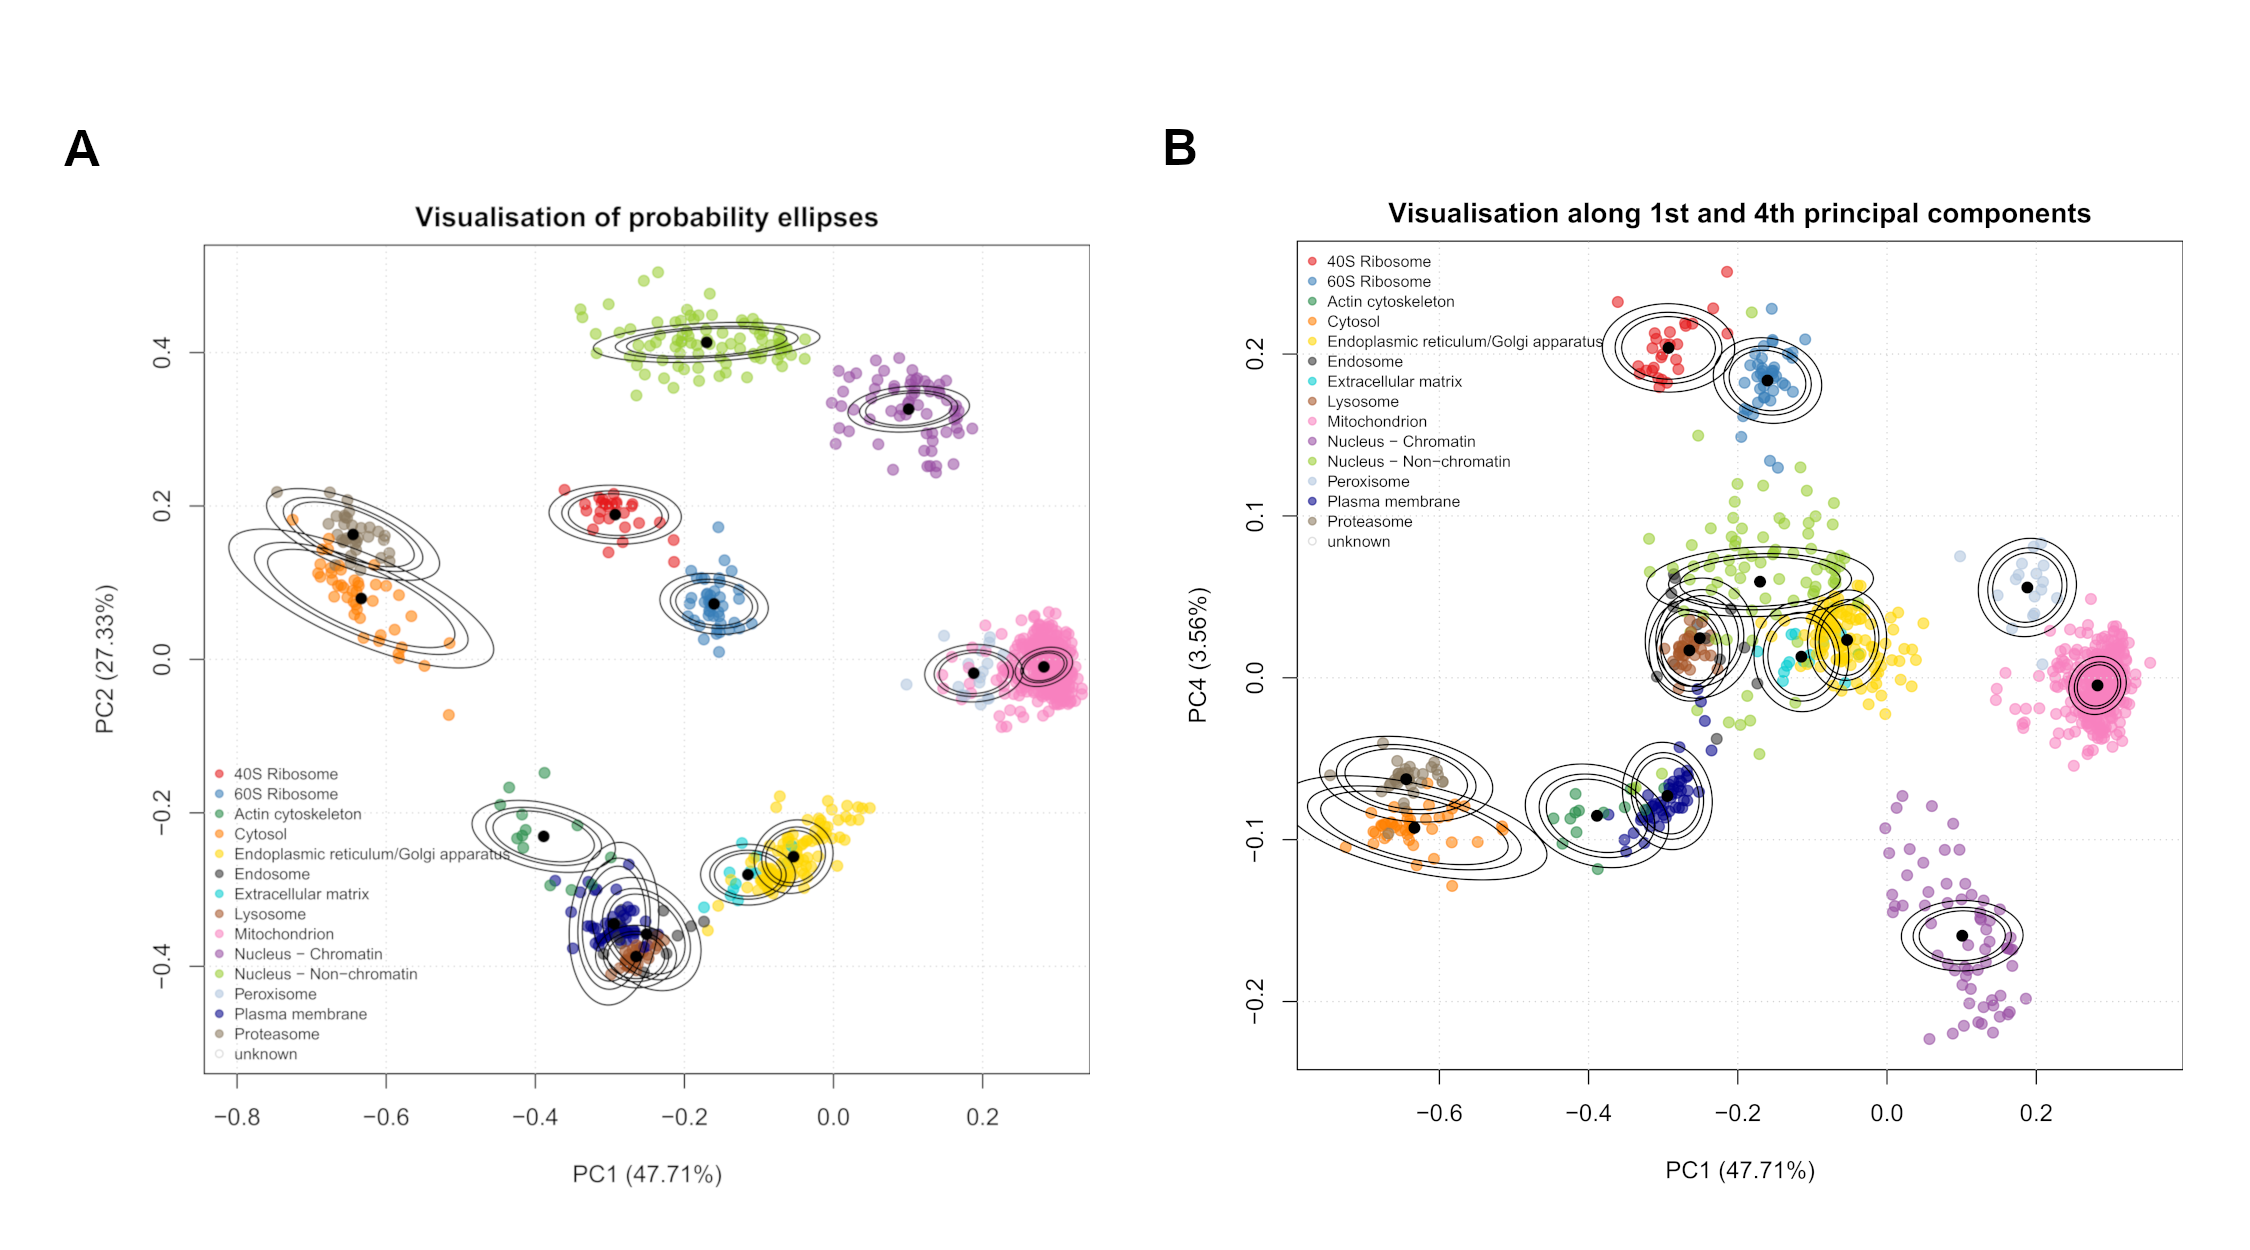 A
Visualisation of probability ellipses
PC2 (27.33%)
0.4
0.2
0.0
−0.2
−0.4
40S Ribosome
60S Ribosome
Actin cytoskeleton
Cytosol
Endoplasmic reticulum/Golgi apparatus
Endosome
Extracellular matrix
Lysosome
Mitochondrion
Nucleus − Chromatin
Nucleus − Non−chromatin
Peroxisome
Plasma membrane
Proteasome
unknown
−0.8 −0.6 −0.4 −0.2 0.0 0.2
PC1 (47.71%)
B
Visualisation along 1st and 4th principal components
PC4 (3.56%)
0.2
0.1
0.0
−0.1
−0.2
40S Ribosome
60S Ribosome
Actin cytoskeleton
Cytosol
Endoplasmic reticulum/Golgi apparatus
Endosome
Extracellular matrix
Lysosome
Mitochondrion
Nucleus − Chromatin
Nucleus − Non−chromatin
Peroxisome
Plasma membrane
Proteasome
unknown
−0.6 −0.4 −0.2 0.0 0.2
PC1 (47.71%)